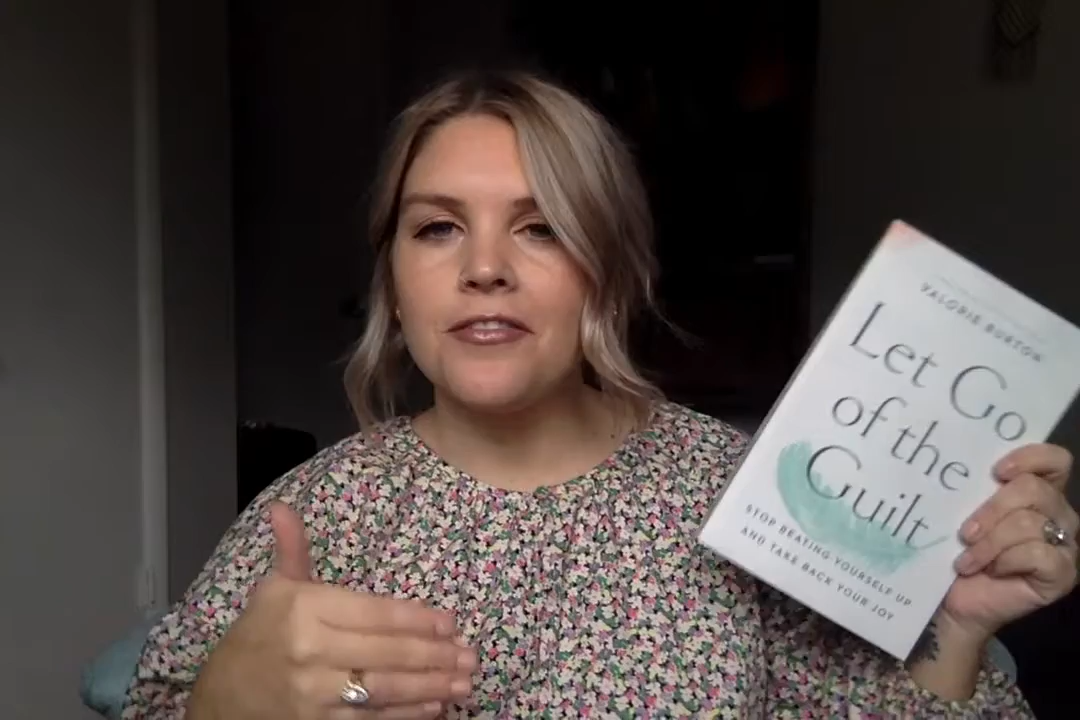 VALORIE BURTON
Let Go
of the
Guilt
STOP BEATING YOURSELF UP
AND TAKE BACK YOUR JOY